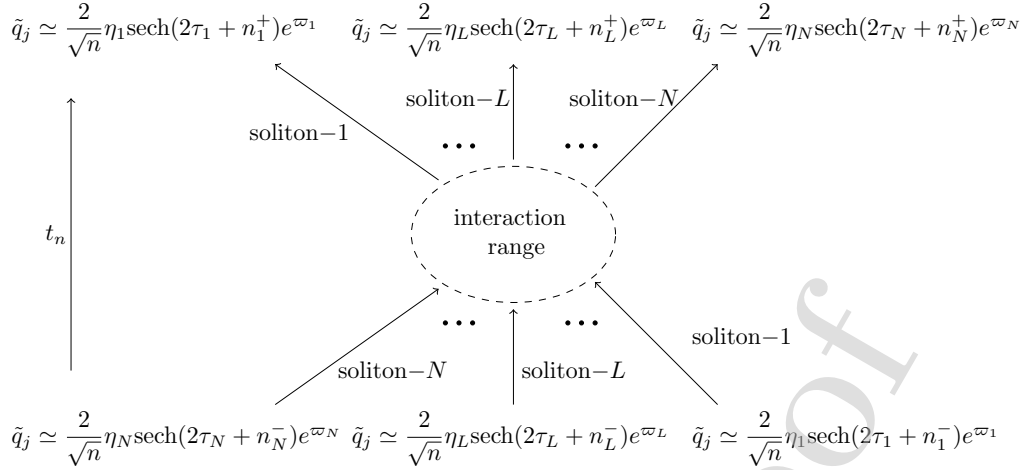 q̃_j ≃ 2/√n η_1 sech(2τ_1 + n_1^+)e^{ϖ_1} q̃_j ≃ 2/√n η_L sech(2τ_L + n_L^+)e^{ϖ_L} q̃_j ≃ 2/√n η_N sech(2τ_N + n_N^+)e^{ϖ_N}
soliton−L soliton−N
soliton−1
... ...
interaction
t_n
range
... ...
soliton−1
soliton−N soliton−L
q̃_j ≃ 2/√n η_N sech(2τ_N + n_N^-)e^{ϖ_N} q̃_j ≃ 2/√n η_L sech(2τ_L + n_L^-)e^{ϖ_L} q̃_j ≃ 2/√n η_1 sech(2τ_1 + n_1^-)e^{ϖ_1}
oof